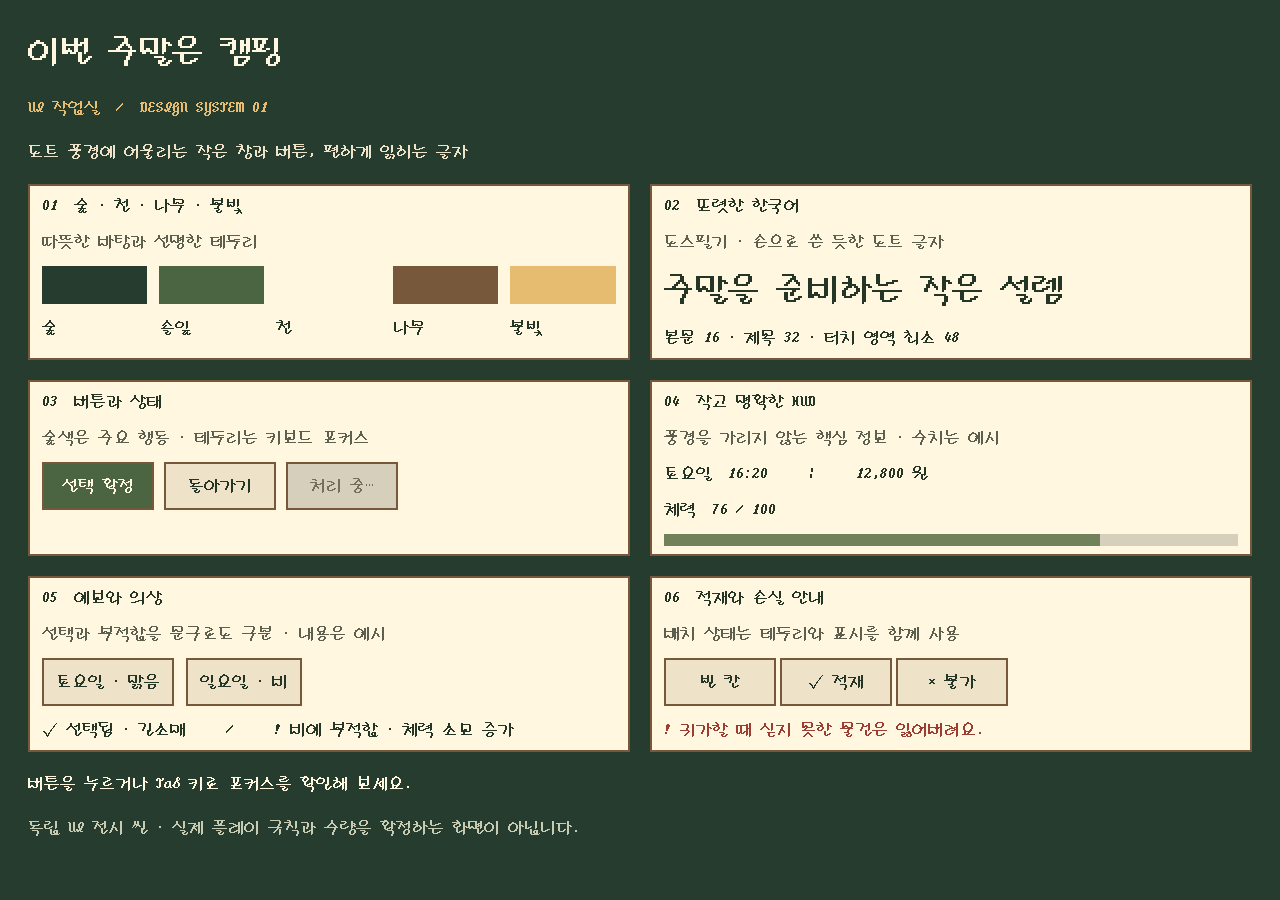 이번 주말은 캠핑
UI 작업실 / DESIGN SYSTEM 01
도트 풍경에 어울리는 작은 창과 버튼, 편하게 읽히는 글자
01 숲 · 천 · 나무 · 불빛
따뜻한 바탕과 선명한 테두리
숲 솔잎 천 나무 불빛
02 또렷한 한국어
도스필기 · 손으로 쓴 듯한 도트 글자
주말을 준비하는 작은 설렘
본문 16 · 제목 32 · 터치 영역 최소 48
03 버튼과 상태
숲색은 주요 행동 · 테두리는 키보드 포커스
선택 확정 돌아가기 처리 중…
04 작고 명확한 HUD
풍경을 가리지 않는 핵심 정보 · 수치는 예시
토요일 16:20 ¦ 12,800 원
체력 76 / 100
05 예보와 의상
선택과 부적합을 문구로도 구분 · 내용은 예시
토요일 · 맑음 일요일 · 비
✓ 선택됨 · 긴소매 / ! 비에 부적합 · 체력 소모 증가
06 적재와 손실 안내
배치 상태는 테두리와 표시를 함께 사용
빈 칸 ✓ 적재 × 불가
! 귀가할 때 싣지 못한 물건은 잃어버려요.
버튼을 누르거나 Tab 키로 포커스를 확인해 보세요.
독립 UI 전시 씬 · 실제 플레이 규칙과 수량을 확정하는 화면이 아닙니다.